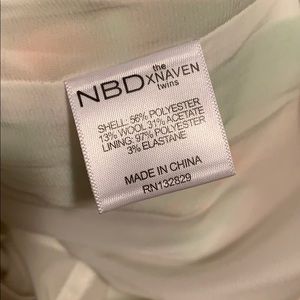 NBD x the NAVEN twins
SHELL: 56% POLYESTER
13% WOOL 31% ACETATE
LINING: 97% POLYESTER
3% ELASTANE
MADE IN CHINA
RN132829